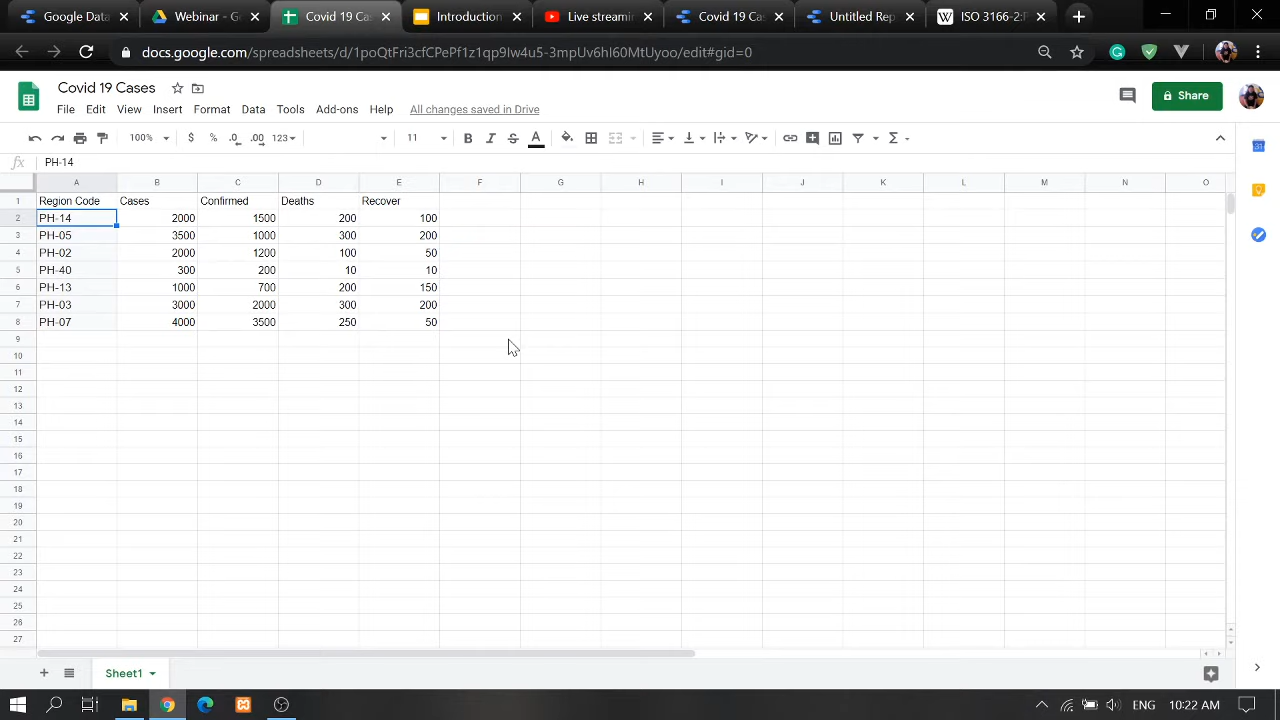 Google Data
Webinar - G
Covid 19 Cas
Introduction
Live streami
Covid 19 Ca
Untitled Rep
ISO 3166-2:F
docs.google.com/spreadsheets/d/1poQtFri3cfCPePf1z1qp9Iw4u5-3mpUv6hI60MtUyoo/edit#gid=0
Covid 19 Cases
File Edit View Insert Format Data Tools Add-ons Help All changes saved in Drive
Share
100% $ % .0 .00 123 11 B I S A
fx PH-14
A B C D E F G H I J K L M N O
1 Region Code Cases Confirmed Deaths Recover
2 PH-14 2000 1500 200 100
3 PH-05 3500 1000 300 200
4 PH-02 2000 1200 100 50
5 PH-40 300 200 10 10
6 PH-13 1000 700 200 150
7 PH-03 3000 2000 300 200
8 PH-07 4000 3500 250 50
9
10
11
12
13
14
15
16
17
18
19
20
21
22
23
24
25
26
27
Sheet1
ENG 10:22 AM